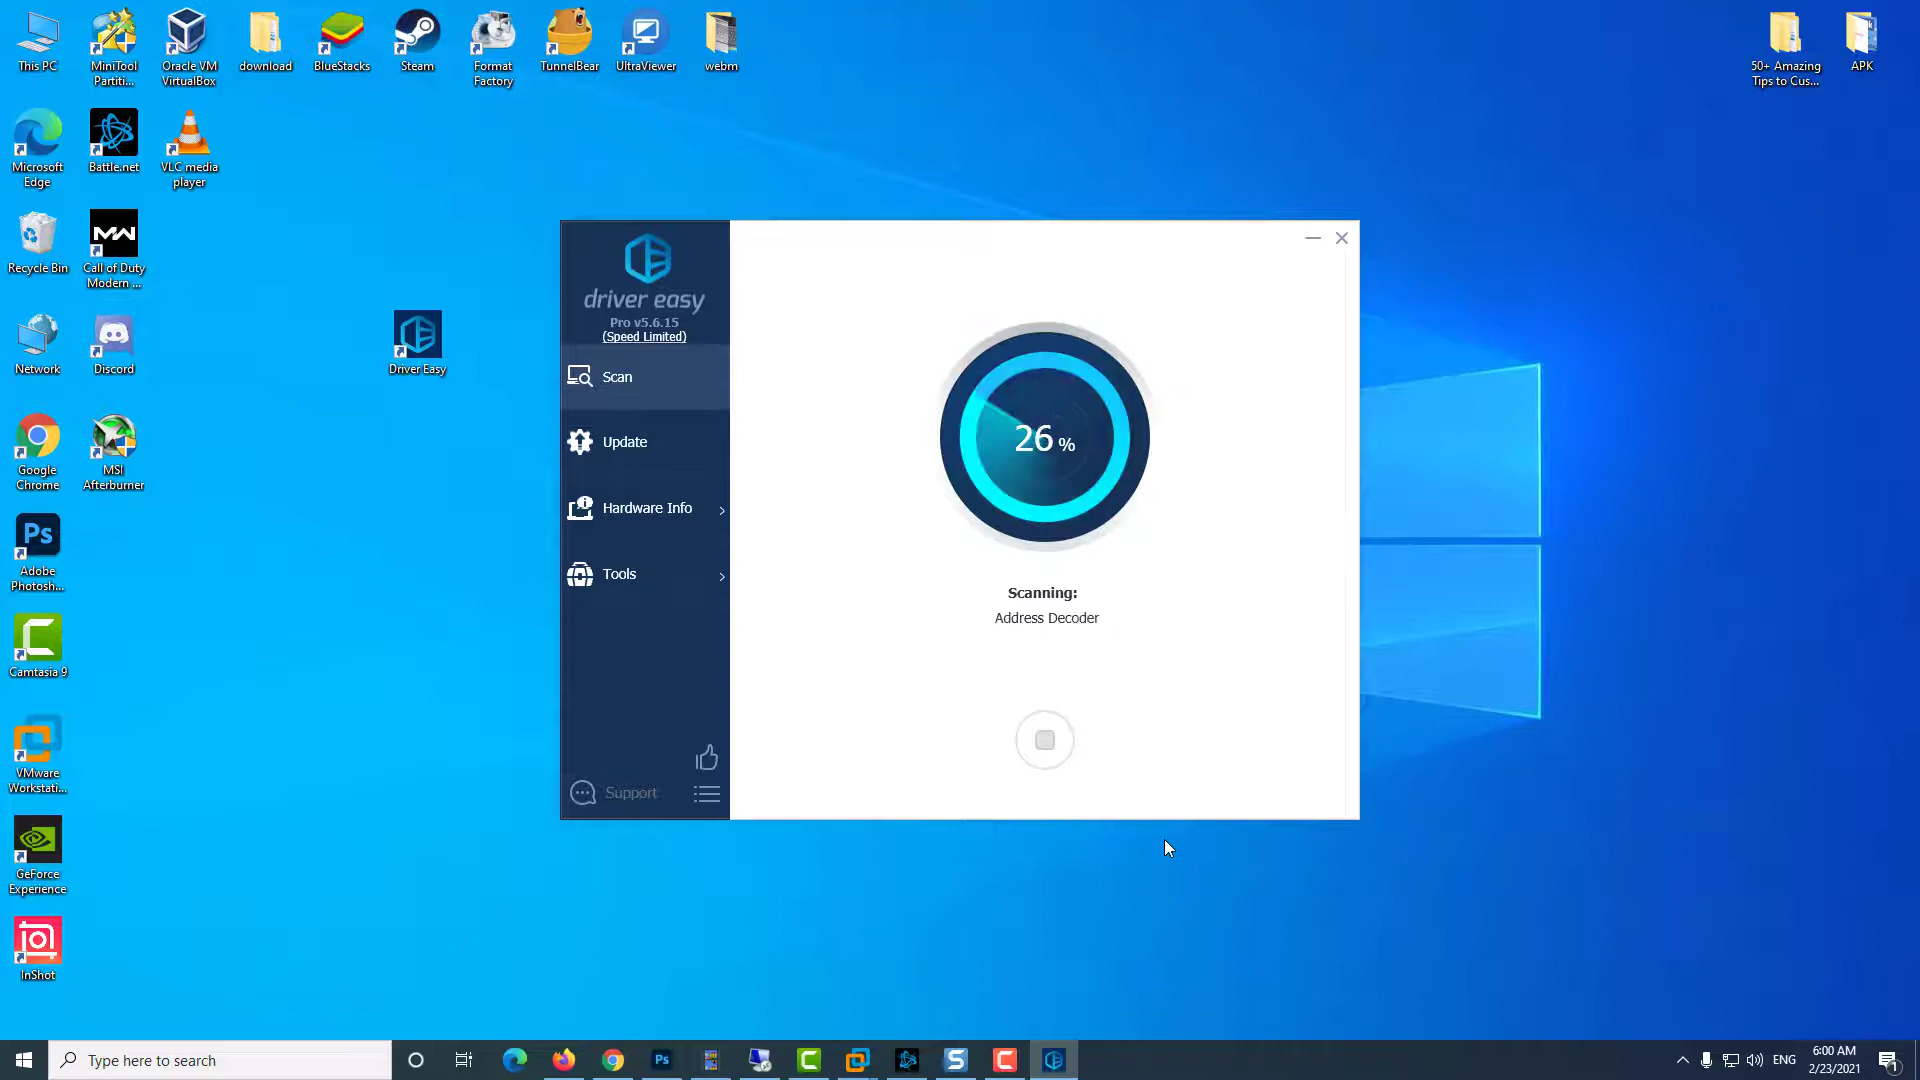 This PC
MiniTool
Partiti...
Oracle VM
VirtualBox
download
BlueStacks
Steam
Format
Factory
TunnelBear
UltraViewer
webm
50+ Amazing
Tips to Cus...
APK
Microsoft
Edge
Battle.net
VLC media
player
Recycle Bin
MW
Call of Duty
Modern ...
Network
Discord
Driver Easy
Google
Chrome
MSI
Afterburner
Ps
Adobe
Photosh...
Camtasia 9
VMware
Workstati...
GeForce
Experience
InShot
driver easy
Pro v5.6.15
(Speed Limited)
Scan
Update
Hardware Info
Tools
Support
26 %
Scanning:
Address Decoder
Type here to search
Ps
ENG
6:00 AM
2/23/2021
1